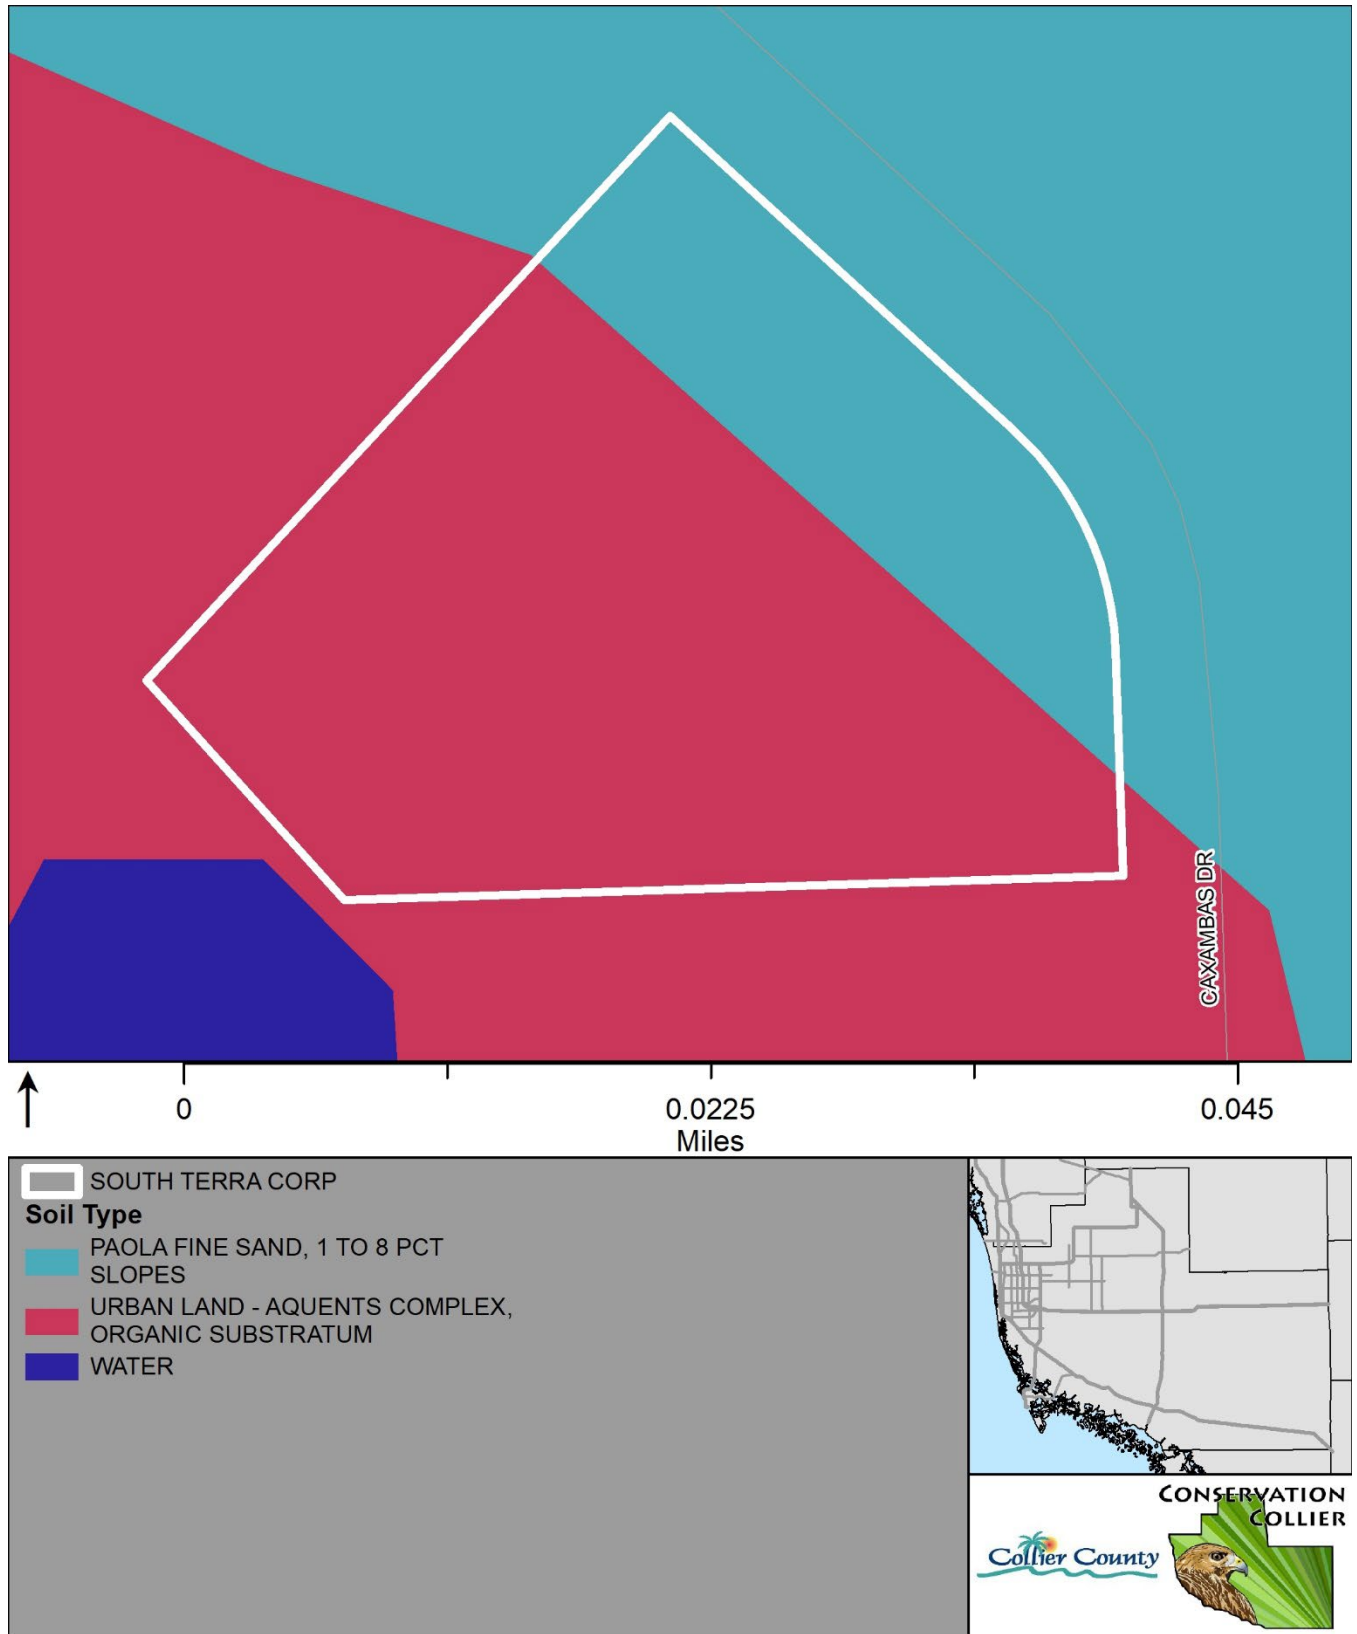 CAXAMBAS DR
0 0.0225 0.045
Miles
SOUTH TERRA CORP
Soil Type
PAOLA FINE SAND, 1 TO 8 PCT
SLOPES
URBAN LAND - AQUENTS COMPLEX,
ORGANIC SUBSTRATUM
WATER
CONSERVATION
COLLIER
Collier County